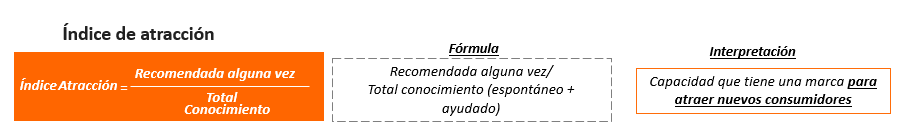 Índice de atracción
Índice Atracción = Recomendada alguna vez
Total
Conocimiento
Fórmula
Recomendada alguna vez/
Total conocimiento (espontáneo +
ayudado)
Interpretación
Capacidad que tiene una marca para
atraer nuevos consumidores